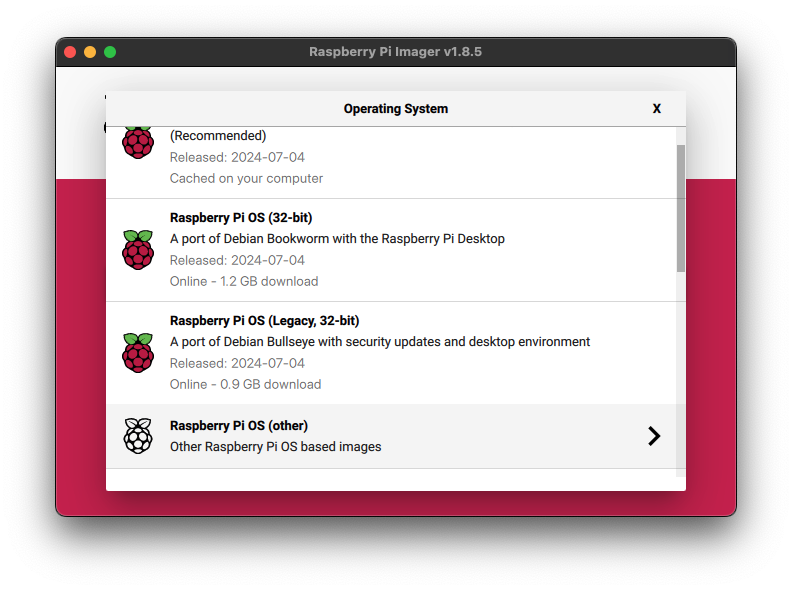 Raspberry Pi Imager v1.8.5
Operating System
X
(Recommended)
Released: 2024-07-04
Cached on your computer
Raspberry Pi OS (32-bit)
A port of Debian Bookworm with the Raspberry Pi Desktop
Released: 2024-07-04
Online - 1.2 GB download
Raspberry Pi OS (Legacy, 32-bit)
A port of Debian Bullseye with security updates and desktop environment
Released: 2024-07-04
Online - 0.9 GB download
Raspberry Pi OS (other)
Other Raspberry Pi OS based images